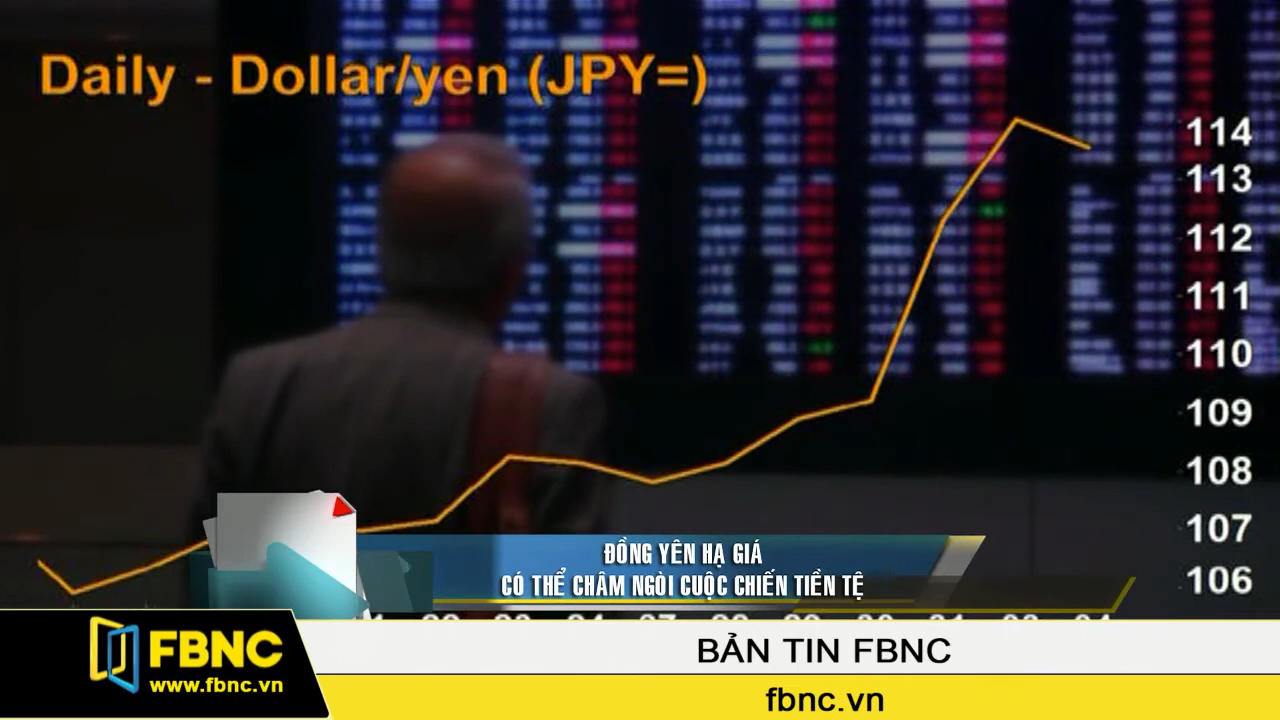 Daily - Dollar/yen (JPY=)
114
113
112
111
110
109
108
107
106
ĐỒNG YÊN HẠ GIÁ
CÓ THỂ CHÂM NGÒI CUỘC CHIẾN TIỀN TỆ
FBNC
www.fbnc.vn
BẢN TIN FBNC
fbnc.vn